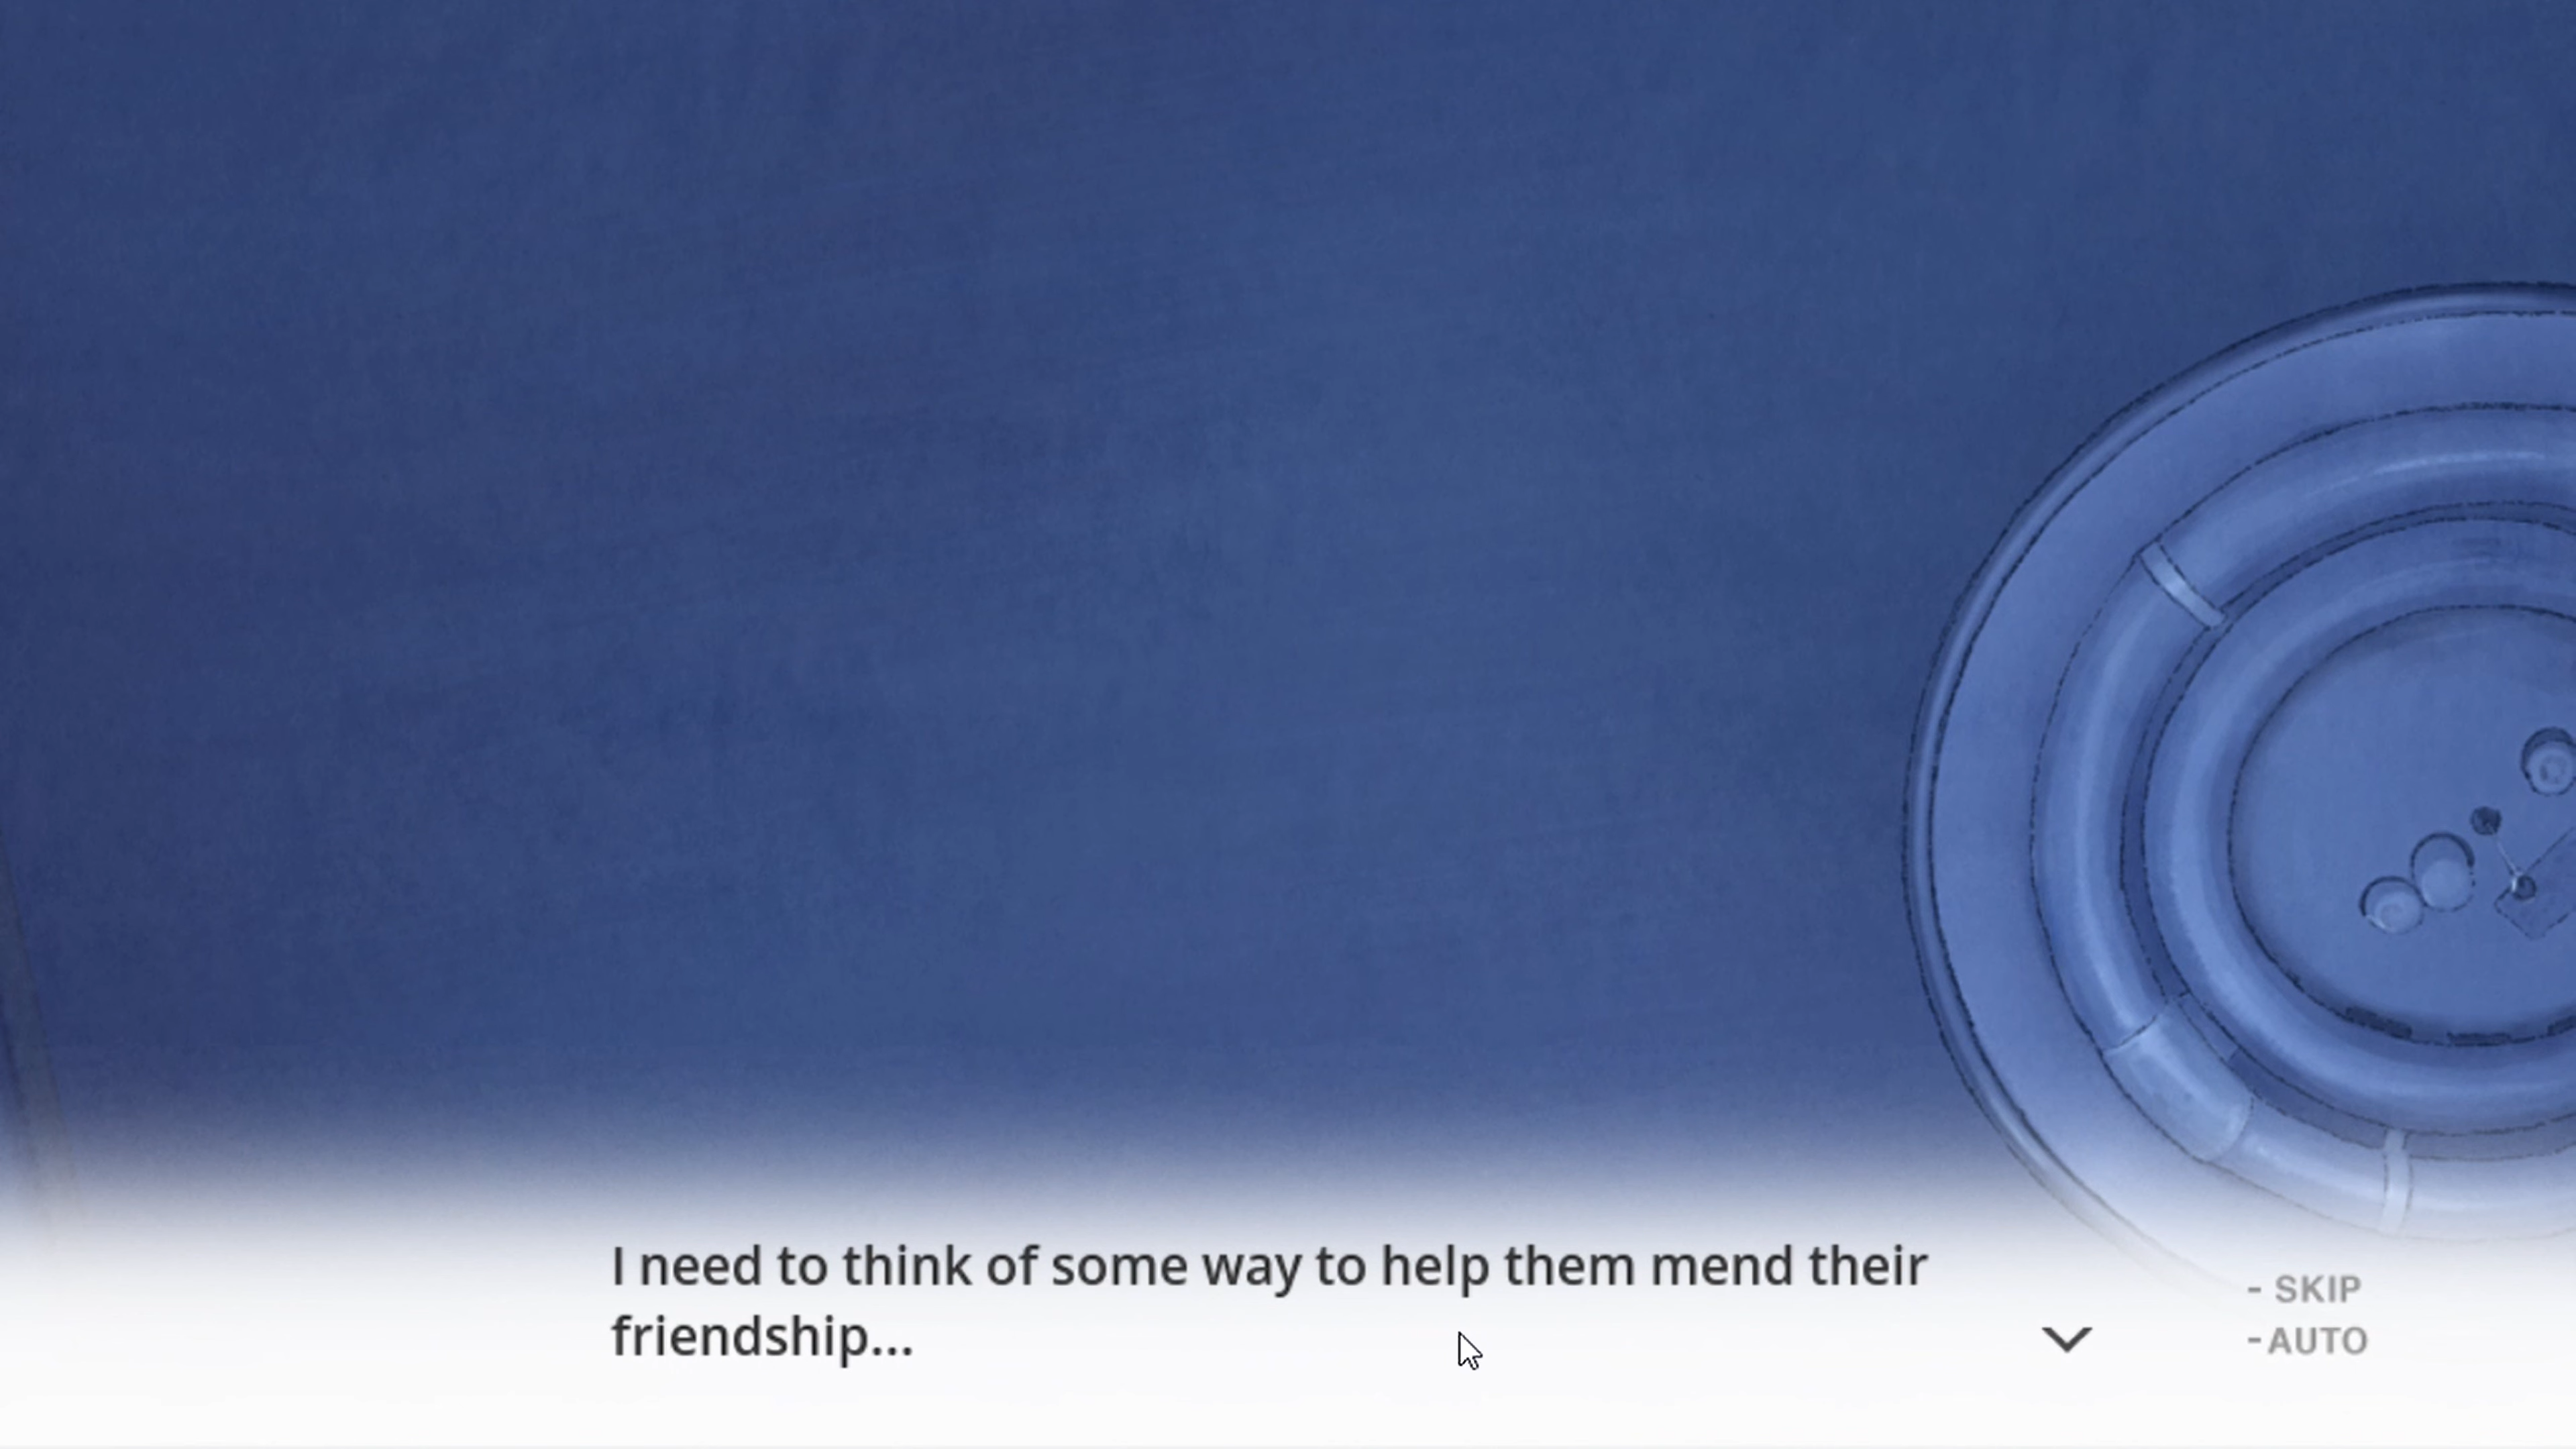 I need to think of some way to help them mend their
friendship...
- SKIP
-AUTO